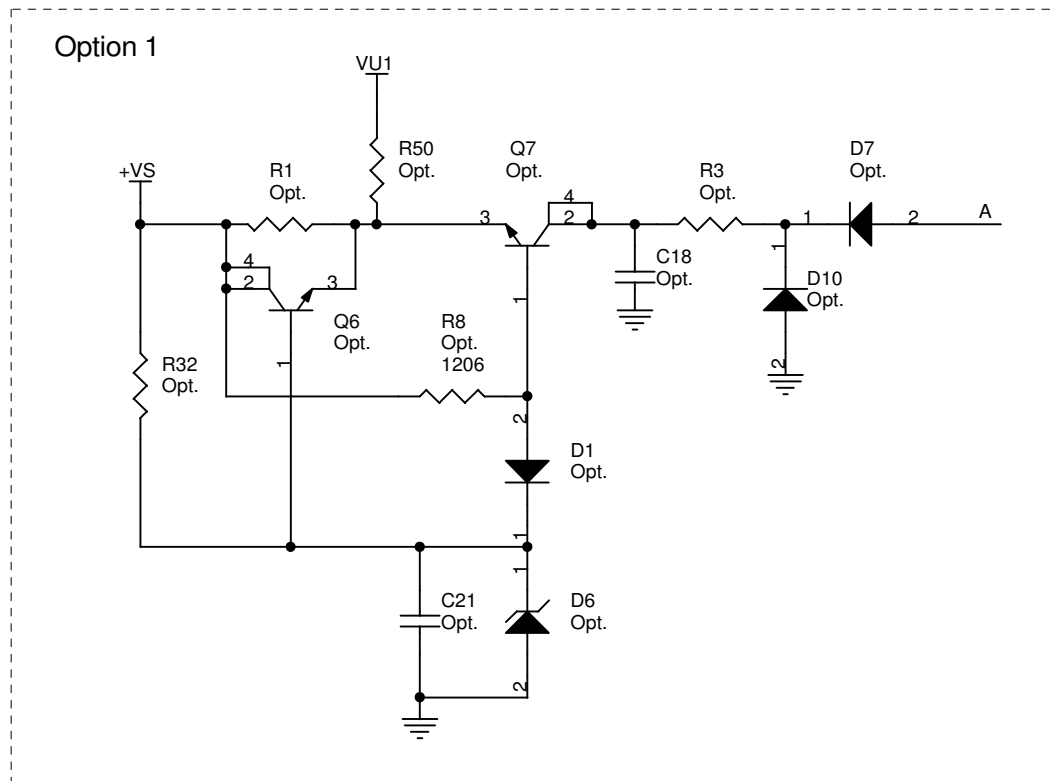 Option 1
VU1
R50
Opt.
Q7
Opt.
D7
Opt.
+VS
R1
Opt.
R3
Opt.
4
3
2
1
2
A
4
2
3
C18
Opt.
1
D10
Opt.
1
Q6
Opt.
R8
Opt.
1206
R32
Opt.
1
2
2
D1
Opt.
1
1
C21
Opt.
D6
Opt.
2